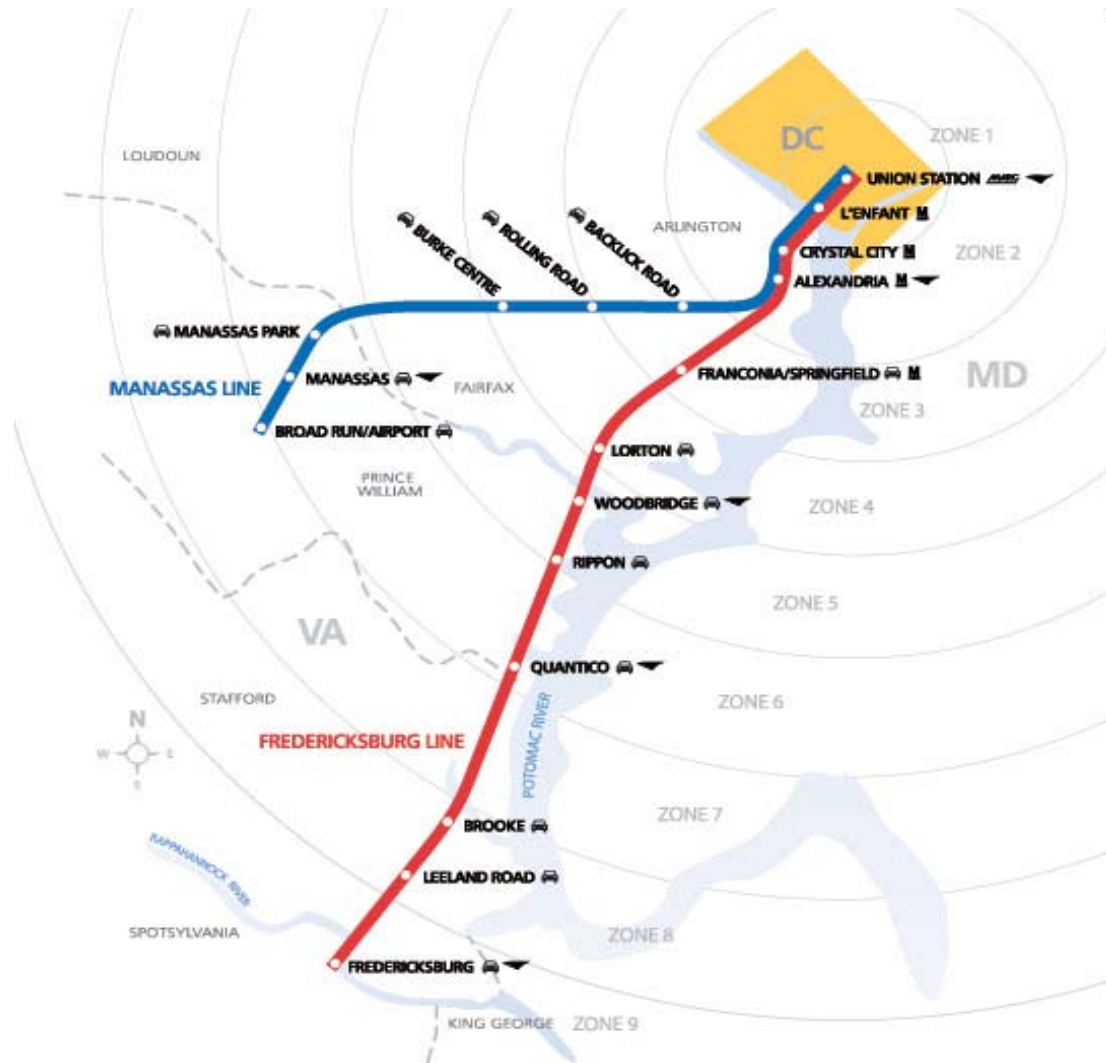 DC
ZONE 1
LOUDOUN
UNION STATION MARC
L'ENFANT M
ARLINGTON
BACKLICK ROAD
ROLLING ROAD
BURKE CENTRE
CRYSTAL CITY M
ZONE 2
ALEXANDRIA M
MANASSAS PARK
MANASSAS LINE
MANASSAS
FAIRFAX
FRANCONIA/SPRINGFIELD M
MD
ZONE 3
BROAD RUN/AIRPORT
LORTON
PRINCE
WILLIAM
WOODBRIDGE
ZONE 4
RIPPON
ZONE 5
VA
QUANTICO
STAFFORD
ZONE 6
N
W E
S
FREDERICKSBURG LINE
POTOMAC RIVER
ZONE 7
BROOKE
RAPPAHANNOCK RIVER
LEELAND ROAD
SPOTSYLVANIA
ZONE 8
FREDERICKSBURG
KING GEORGE
ZONE 9